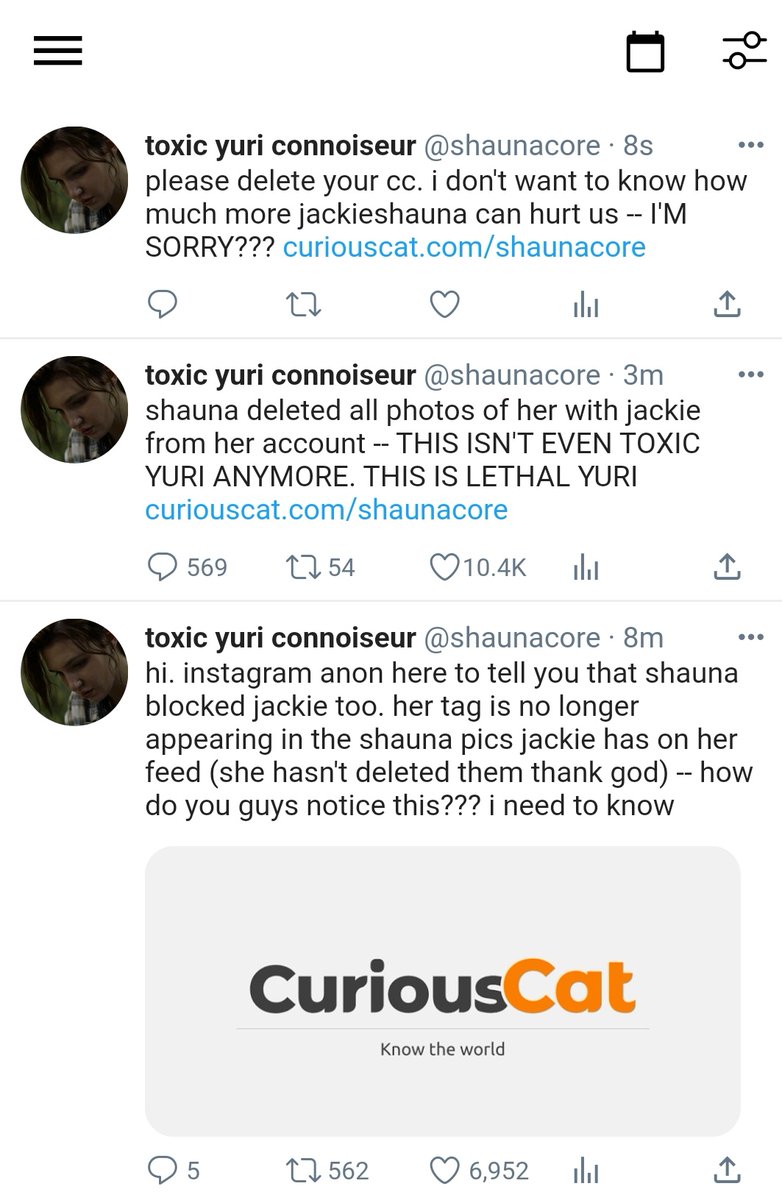 toxic yuri connoiseur @shaunacore · 8s
please delete your cc. i don't want to know how
much more jackieshauna can hurt us -- I'M
SORRY??? curiouscat.com/shaunacore
toxic yuri connoiseur @shaunacore · 3m
shauna deleted all photos of her with jackie
from her account -- THIS ISN'T EVEN TOXIC
YURI ANYMORE. THIS IS LETHAL YURI
curiouscat.com/shaunacore
569 54 10.4K
toxic yuri connoiseur @shaunacore · 8m
hi. instagram anon here to tell you that shauna
blocked jackie too. her tag is no longer
appearing in the shauna pics jackie has on her
feed (she hasn't deleted them thank god) -- how
do you guys notice this??? i need to know
CuriousCat
Know the world
5 562 6,952